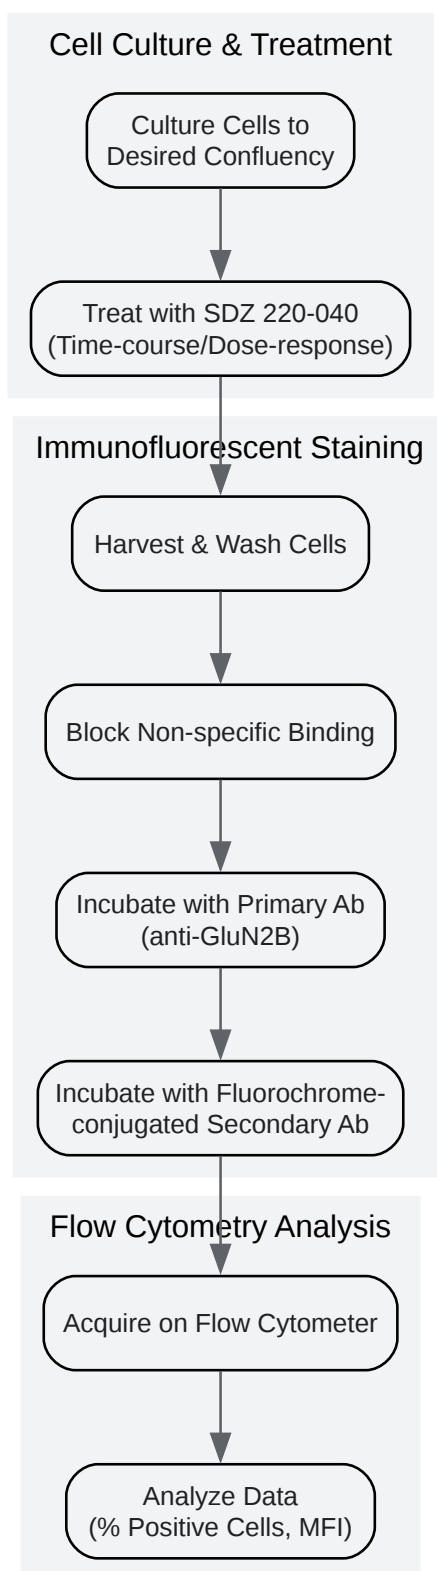 Cell Culture & Treatment
Culture Cells to
Desired Confluency
Treat with SDZ 220-040
(Time-course/Dose-response)
Immunofluorescent Staining
Harvest & Wash Cells
Block Non-specific Binding
Incubate with Primary Ab
(anti-GluN2B)
Incubate with Fluorochrome-
conjugated Secondary Ab
Flow Cytometry Analysis
Acquire on Flow Cytometer
Analyze Data
(% Positive Cells, MFI)